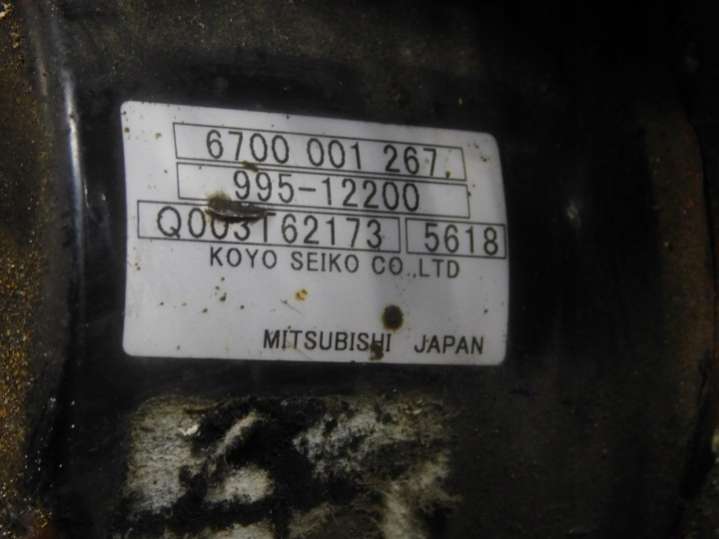 6700 001 267.
995-12200
Q003T62173 5618
KOYO SEIKO CO.,LTD
MITSUBISHI JAPAN